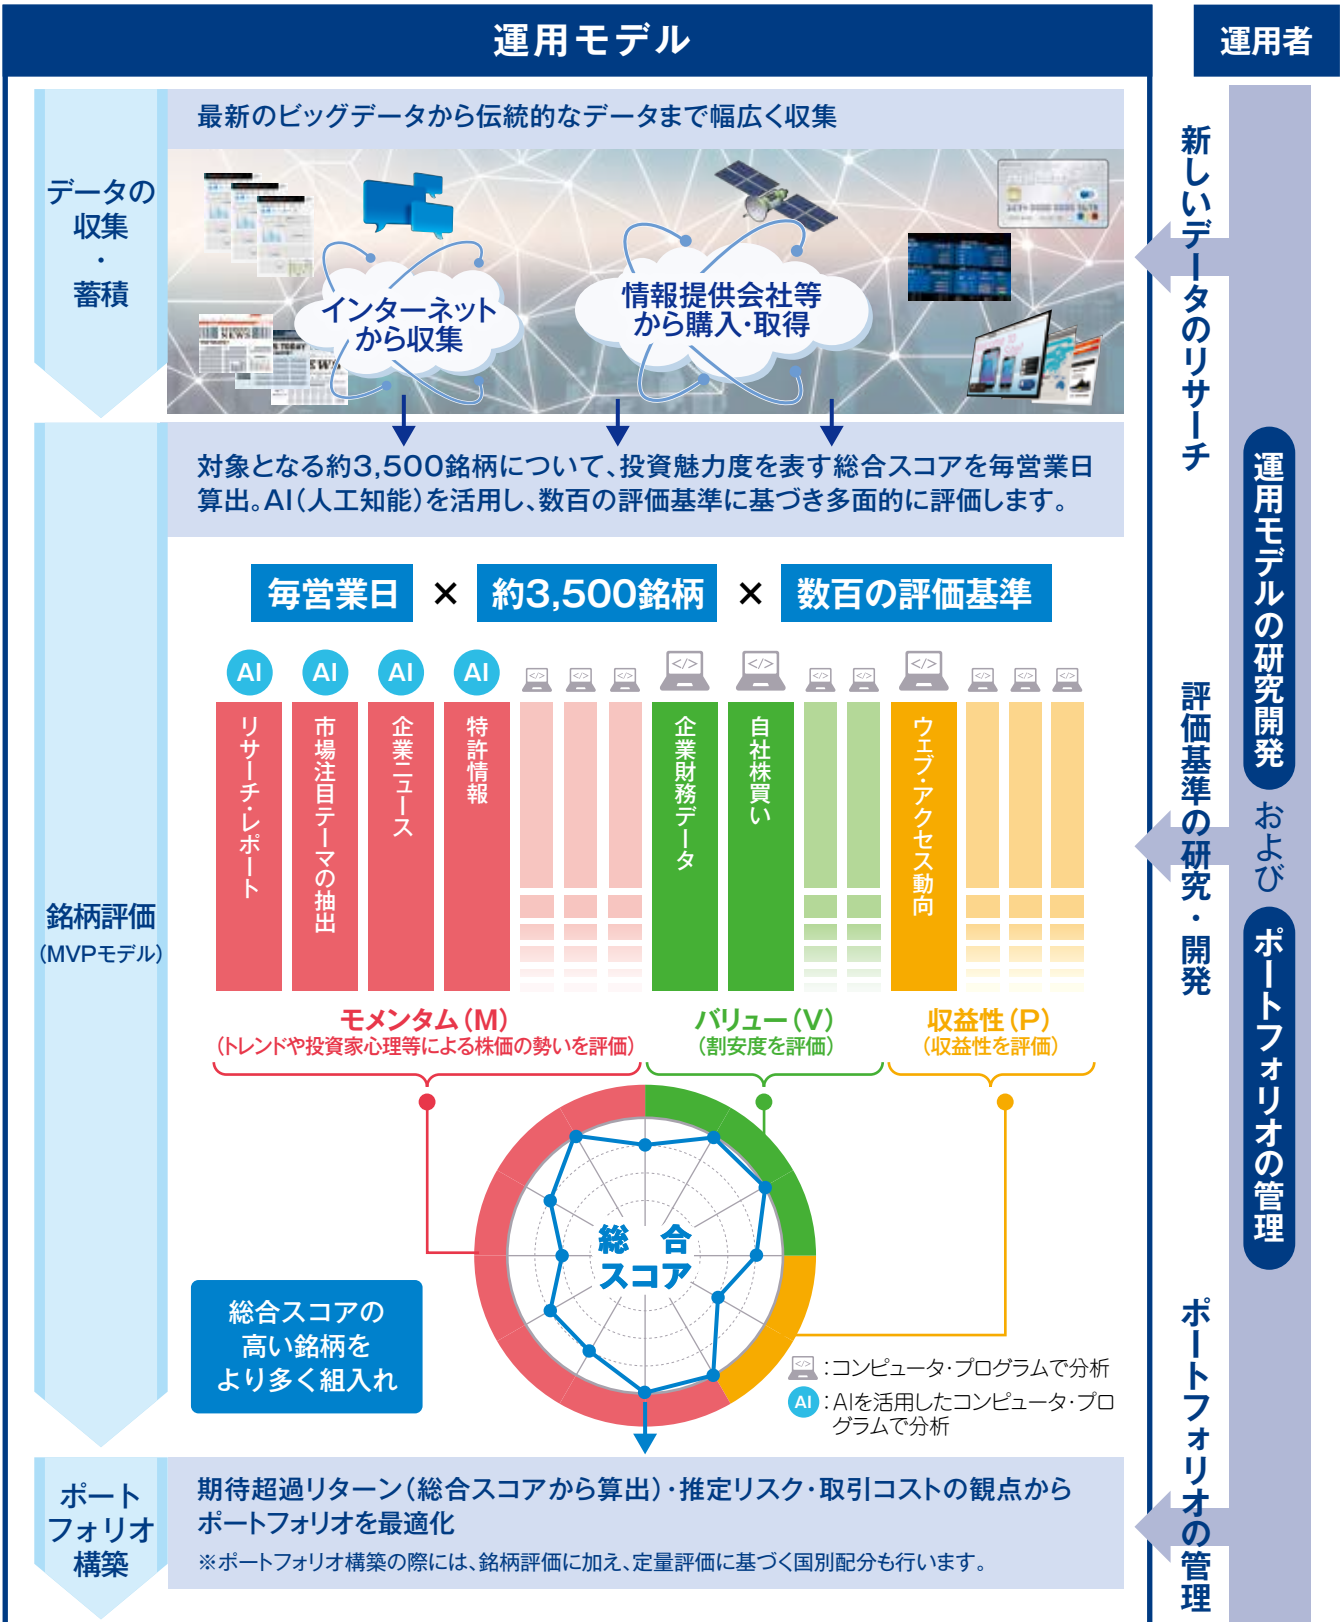 運用モデル
運用者
データの
収集
・
蓄積
最新のビッグデータから伝統的なデータまで幅広く収集
NEWS
インターネット
から収集
情報提供会社等
から購入・取得
新しいデータのリサーチ
銘柄評価
(MVPモデル)
対象となる約3,500銘柄について、投資魅力度を表す総合スコアを毎営業日
算出。AI(人工知能)を活用し、数百の評価基準に基づき多面的に評価します。
毎営業日 × 約3,500銘柄 × 数百の評価基準
AI
AI
AI
AI
リサーチ・レポート
市場注目テーマの抽出
企業ニュース
特許情報
企業財務データ
自社株買い
ウェブ・アクセス動向
モメンタム(M)
(トレンドや投資家心理等による株価の勢いを評価)
バリュー(V)
(割安度を評価)
収益性(P)
(収益性を評価)
総合
スコア
総合スコアの
高い銘柄を
より多く組入れ
</>:コンピュータ・プログラムで分析
AI:AIを活用したコンピュータ・プロ
グラムで分析
評価基準の研究・開発
運用モデルの研究開発
および
ポートフォリオの管理
ポート
フォリオ
構築
期待超過リターン(総合スコアから算出)・推定リスク・取引コストの観点から
ポートフォリオを最適化
※ポートフォリオ構築の際には、銘柄評価に加え、定量評価に基づく国別配分も行います。
ポートフォリオの管理